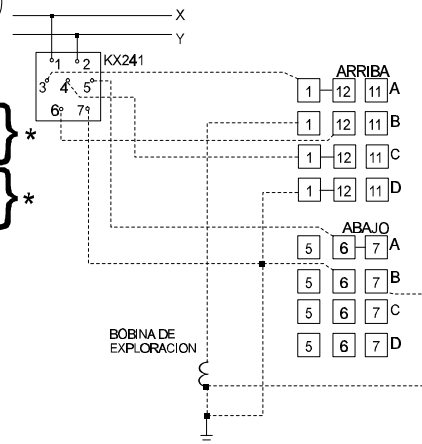 X
Y
KX241
1 2
3 4 5
6 7
*
*
ARRIBA
1 12 11 A
1 12 11 B
1 12 11 C
1 12 11 D
ABAJO
5 6 7 A
5 6 7 B
5 6 7 C
5 6 7 D
BOBINA DE
EXPLORACION